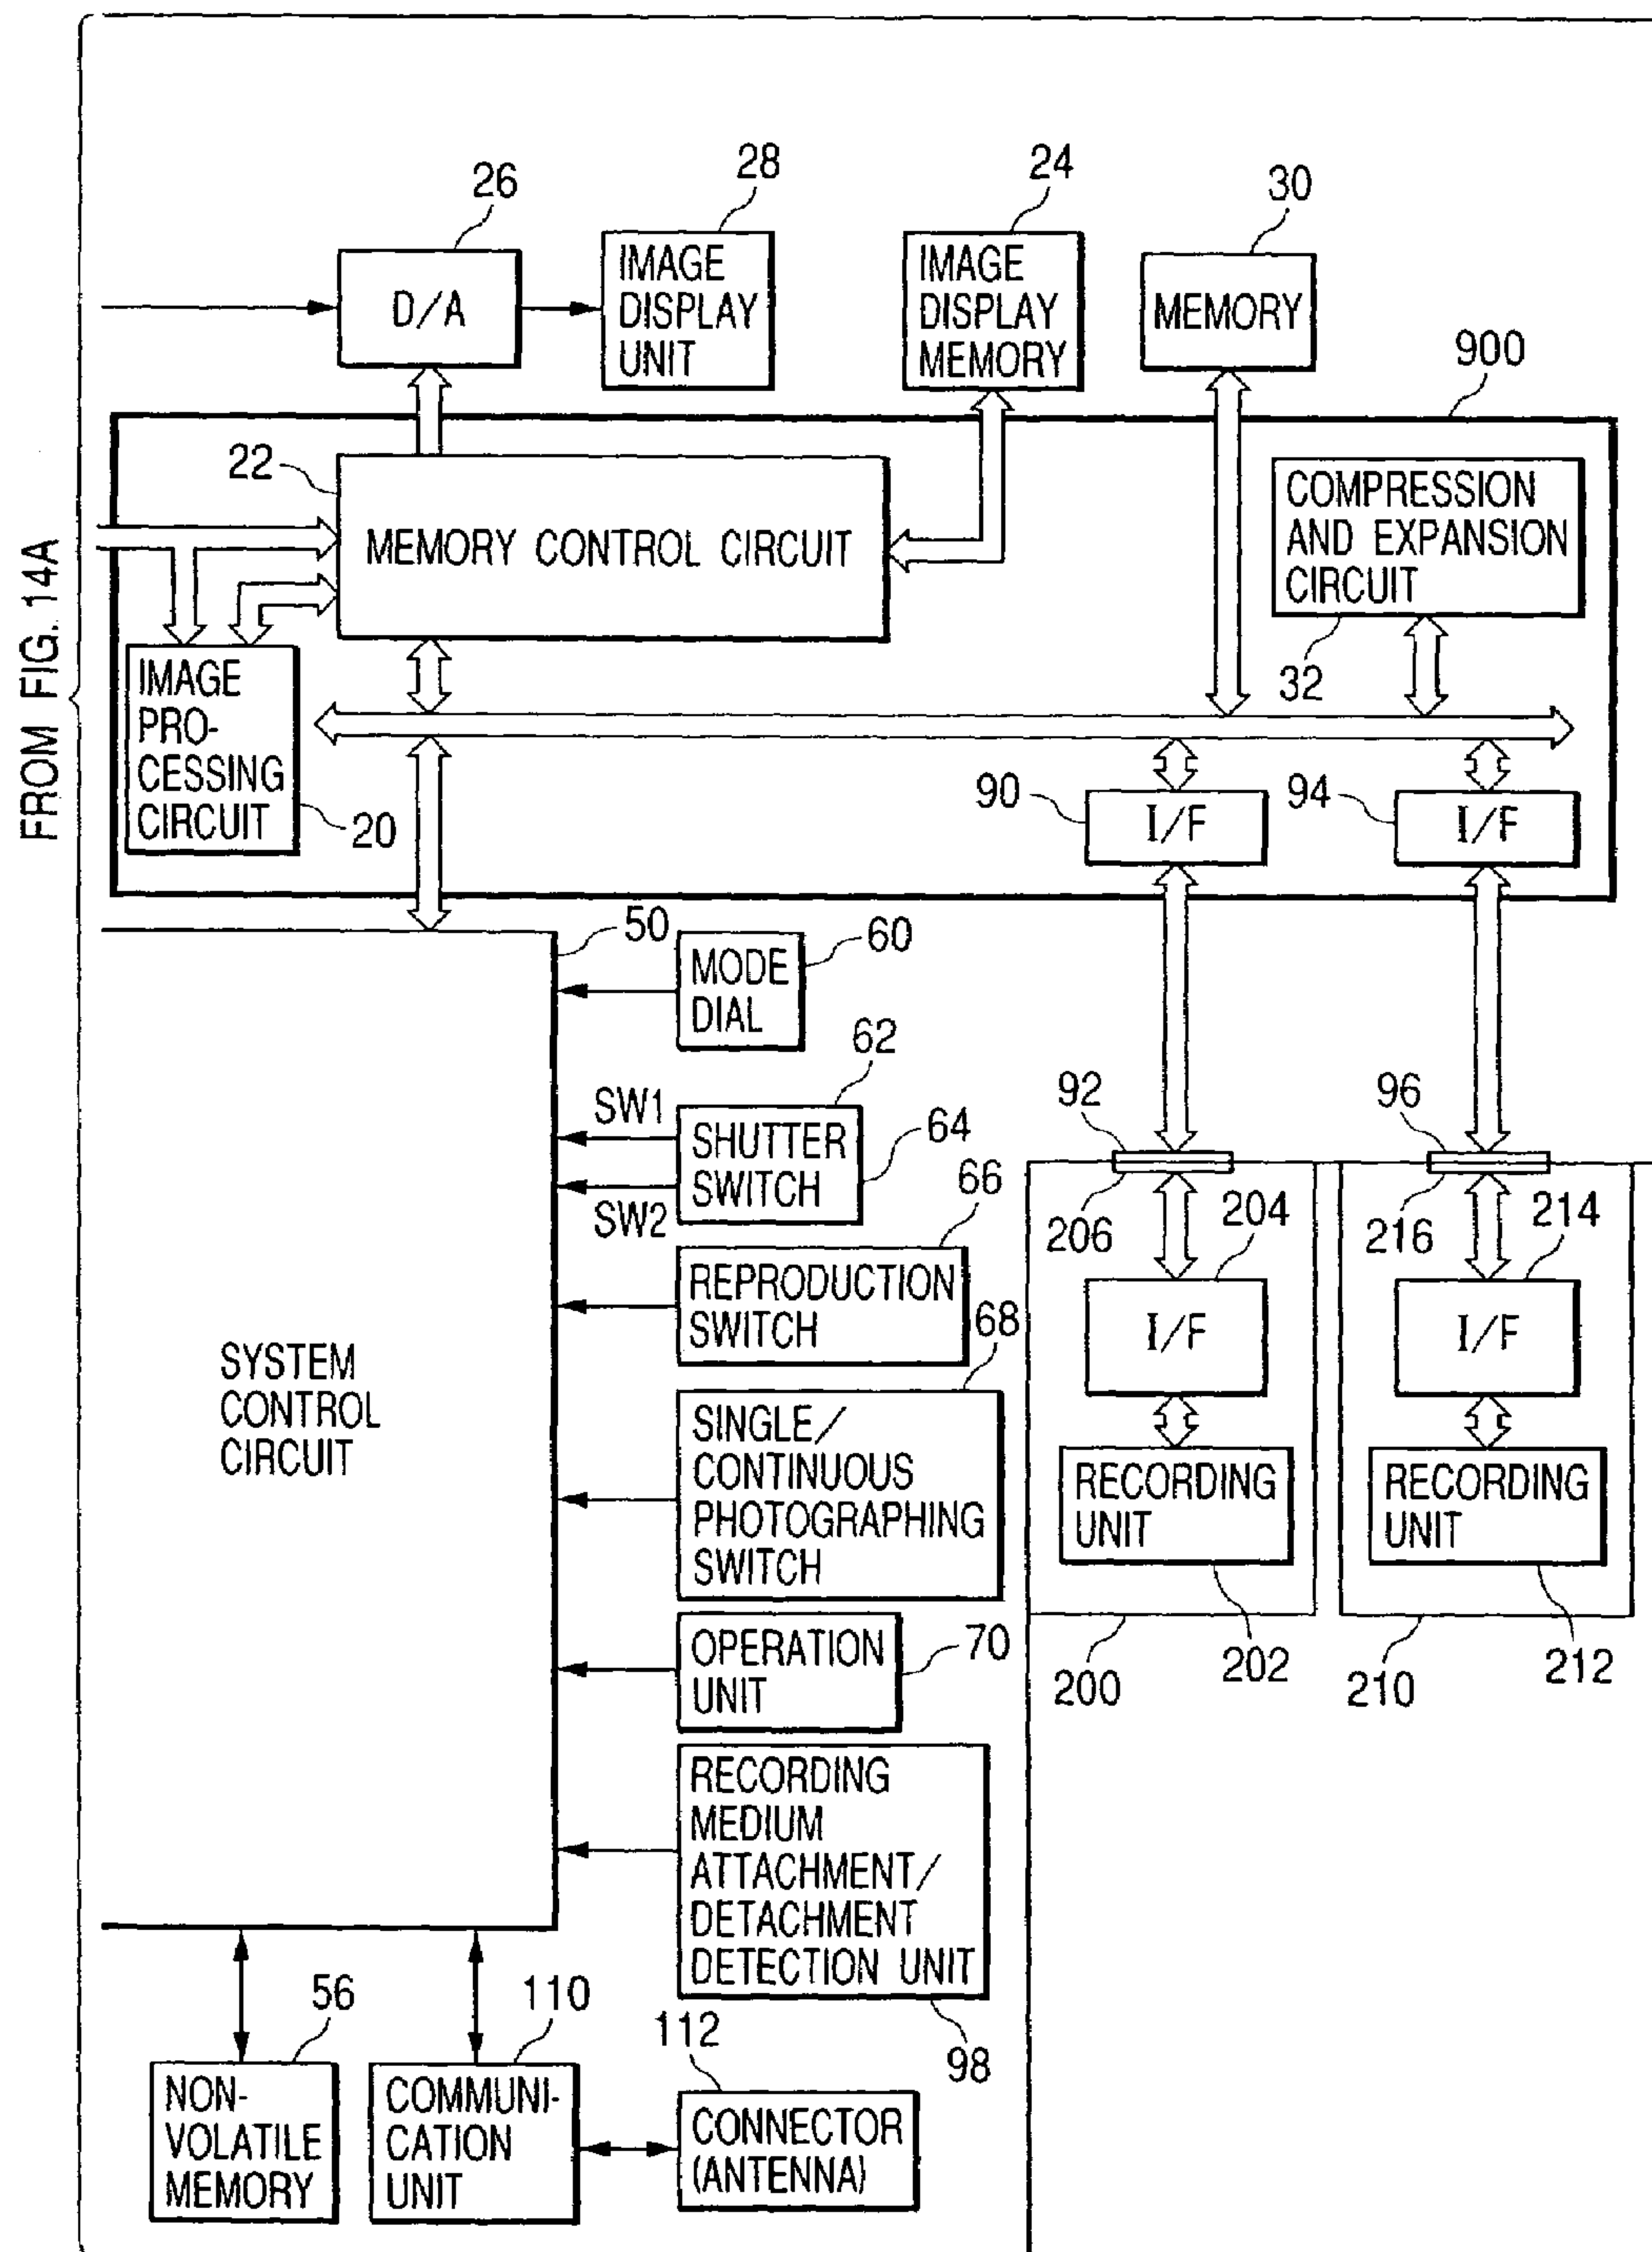 FROM FIG. 14A
26
28
24
30
D/A
IMAGE
DISPLAY
UNIT
IMAGE
DISPLAY
MEMORY
MEMORY
900
22
MEMORY CONTROL CIRCUIT
COMPRESSION
AND EXPANSION
CIRCUIT
32
IMAGE
PRO-
CESSING
CIRCUIT
20
90
I/F
94
I/F
50
MODE
DIAL
60
62
SW1
SHUTTER
SWITCH
64
SW2
66
REPRODUCTION
SWITCH
68
SYSTEM
CONTROL
CIRCUIT
SINGLE/
CONTINUOUS
PHOTOGRAPHING
SWITCH
OPERATION
UNIT
70
RECORDING
MEDIUM
ATTACHMENT/
DETACHMENT
DETECTION UNIT
98
92
96
206
204
216
214
I/F
I/F
RECORDING
UNIT
RECORDING
UNIT
200
202
210
212
56
110
112
NON-
VOLATILE
MEMORY
COMMUNI-
CATION
UNIT
CONNECTOR
(ANTENNA)